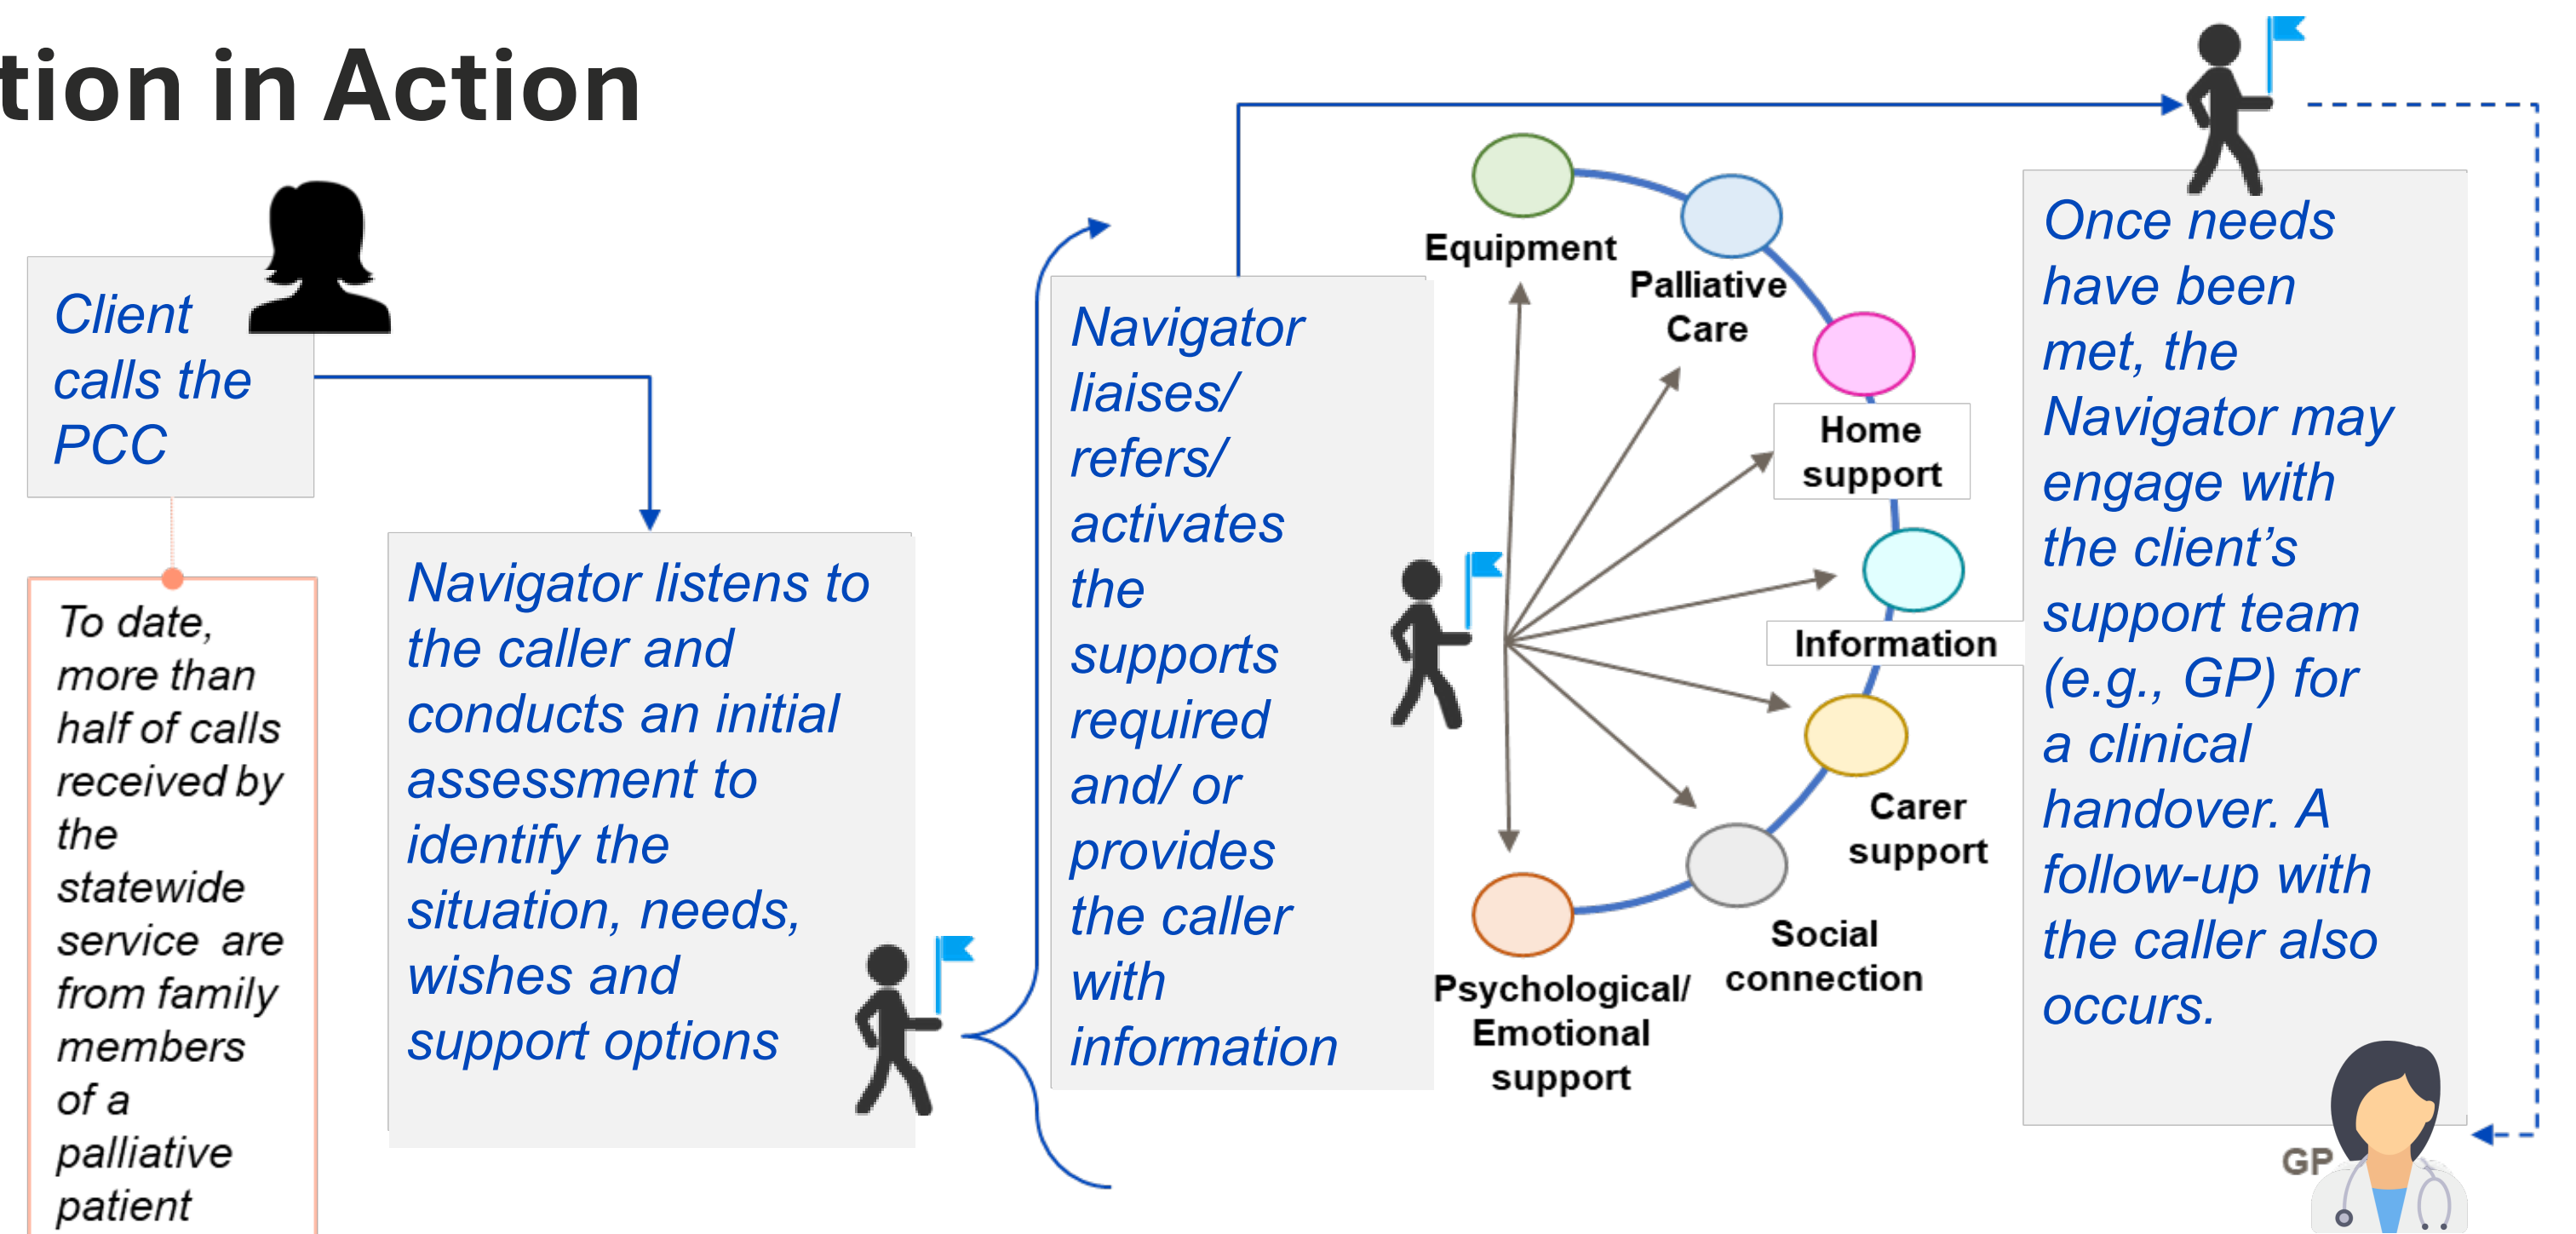 tion in Action
Client
calls the
PCC
To date,
more than
half of calls
received by
the
statewide
service  are
from family
members
of a
palliative
patient
Navigator listens to
the caller and
conducts an initial
assessment to
identify the
situation, needs,
wishes and
support options
Navigator
liaises/
refers/
activates
the
supports
required
and/ or
provides
the caller
with
information
Equipment
Palliative
Care
Home
support
Information
Carer
support
Social
connection
Psychological/
Emotional
support
Once needs
have been
met, the
Navigator may
engage with
the client’s
support team
(e.g., GP) for
a clinical
handover. A
follow-up with
the caller also
occurs.
GP